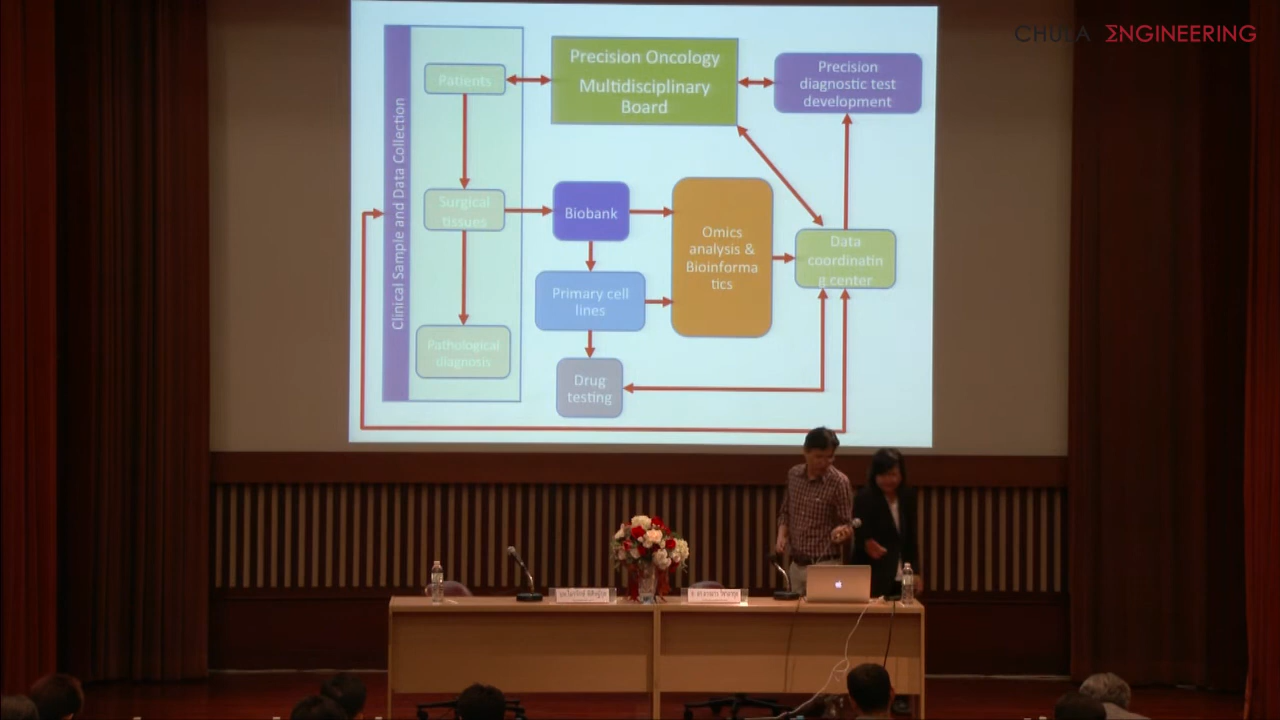 CHULA ΣNGINEERING
Clinical Sample and Data Collection
Patients
Precision Oncology
Multidisciplinary
Board
Precision
diagnostic test
development
Surgical
tissues
Biobank
Omics
analysis &
Bioinforma
tics
Data
coordinatin
g center
Primary cell
lines
Pathological
diagnosis
Drug
testing